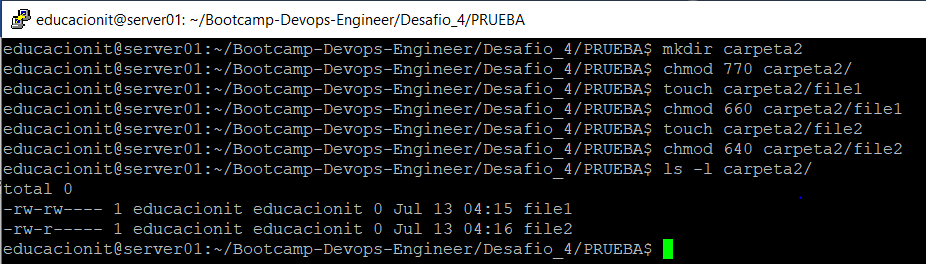 educacionit@server01: ~/Bootcamp-Devops-Engineer/Desafio_4/PRUEBA
educacionit@server01:~/Bootcamp-Devops-Engineer/Desafio_4/PRUEBA$ mkdir carpeta2
educacionit@server01:~/Bootcamp-Devops-Engineer/Desafio_4/PRUEBA$ chmod 770 carpeta2/
educacionit@server01:~/Bootcamp-Devops-Engineer/Desafio_4/PRUEBA$ touch carpeta2/file1
educacionit@server01:~/Bootcamp-Devops-Engineer/Desafio_4/PRUEBA$ chmod 660 carpeta2/file1
educacionit@server01:~/Bootcamp-Devops-Engineer/Desafio_4/PRUEBA$ touch carpeta2/file2
educacionit@server01:~/Bootcamp-Devops-Engineer/Desafio_4/PRUEBA$ chmod 640 carpeta2/file2
educacionit@server01:~/Bootcamp-Devops-Engineer/Desafio_4/PRUEBA$ ls -l carpeta2/
total 0
-rw-rw---- 1 educacionit educacionit 0 Jul 13 04:15 file1
-rw-r----- 1 educacionit educacionit 0 Jul 13 04:16 file2
educacionit@server01:~/Bootcamp-Devops-Engineer/Desafio_4/PRUEBA$